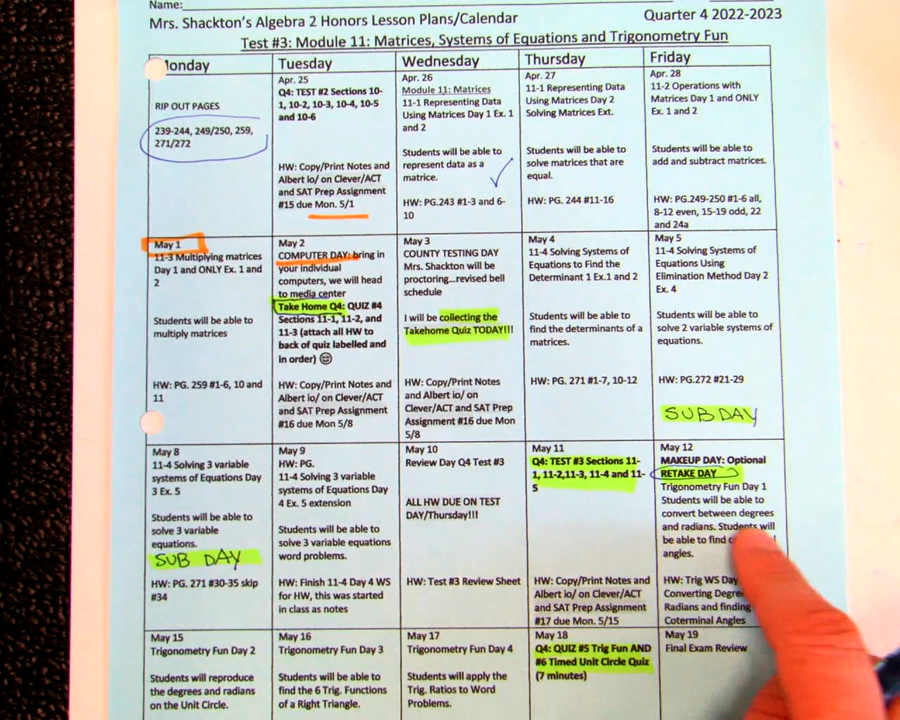 Name:
Mrs. Shackton's Algebra 2 Honors Lesson Plans/Calendar
Quarter 4 2022-2023
Test #3: Module 11: Matrices, Systems of Equations and Trigonometry Fun
Monday
Tuesday
Wednesday
Thursday
Friday
RIP OUT PAGES
239-244, 249/250, 259,
271/272
Apr. 25
Q4: TEST #2 Sections 10-
1, 10-2, 10-3, 10-4, 10-5
and 10-6
HW: Copy/Print Notes and
Albert io/ on Clever/ACT
and SAT Prep Assignment
#15 due Mon. 5/1
Apr. 26
Module 11: Matrices
11-1 Representing Data
Using Matrices Day 1 Ex. 1
and 2
Students will be able to
represent data as a
matrice.
HW: PG.243 #1-3 and 6-
10
Apr. 27
11-1 Representing Data
Using Matrices Day 2
Solving Matrices Ext.
Students will be able to
solve matrices that are
equal.
HW: PG. 244 #11-16
Apr. 28
11-2 Operations with
Matrices Day 1 and ONLY
Ex. 1 and 2
Students will be able to
add and subtract matrices.
HW: PG.249-250 #1-6 all,
8-12 even, 15-19 odd, 22
and 24a
May 1
11-3 Multiplying matrices
Day 1 and ONLY Ex. 1 and
2
Students will be able to
multiply matrices
HW: PG. 259 #1-6, 10 and
11
May 2
COMPUTER DAY: bring in
your individual
computers, we will head
to media center
Take Home Q4: QUIZ #4
Sections 11-1, 11-2, and
11-3 (attach all HW to
back of quiz labelled and
in order) 😊
HW: Copy/Print Notes and
Albert io/ on Clever/ACT
and SAT Prep Assignment
#16 due Mon 5/8
May 3
COUNTY TESTING DAY
Mrs. Shackton will be
proctoring...revised bell
schedule
I will be collecting the
Takehome Quiz TODAY!!!
HW: Copy/Print Notes
and Albert io/ on
Clever/ACT and SAT Prep
Assignment #16 due Mon
5/8
May 4
11-4 Solving Systems of
Equations to Find the
Determinant 1 Ex.1 and 2
Students will be able to
find the determinants of a
matrices.
HW: PG. 271 #1-7, 10-12
May 5
11-4 Solving Systems of
Equations Using
Elimination Method Day 2
Ex. 4
Students will be able to
solve 2 variable systems of
equations.
HW: PG.272 #21-29
SUB DAY
May 8
11-4 Solving 3 variable
systems of Equations Day
3 Ex. 5
Students will be able to
solve 3 variable
equations.
SUB DAY
HW: PG. 271 #30-35 skip
#34
May 9
HW: PG.
11-4 Solving 3 variable
systems of Equations Day
4 Ex. 5 extension
Students will be able to
solve 3 variable equations
word problems.
HW: Finish 11-4 Day 4 WS
for HW, this was started
in class as notes
May 10
Review Day Q4 Test #3
ALL HW DUE ON TEST
DAY/Thursday!!!
HW: Test #3 Review Sheet
May 11
Q4: TEST #3 Sections 11-
1, 11-2,11-3, 11-4 and 11-
5
HW: Copy/Print Notes and
Albert io/ on Clever/ACT
and SAT Prep Assignment
#17 due Mon. 5/15
May 12
MAKEUP DAY: Optional
RETAKE DAY
Trigonometry Fun Day 1
Students will be able to
convert between degrees
and radians. Students will
be able to find
angles.
HW: Trig WS Day
Converting
Radians and finding
Coterminal Angles
May 15
Trigonometry Fun Day 2
Students will reproduce
the degrees and radians
on the Unit Circle.
May 16
Trigonometry Fun Day 3
Students will be able to
find the 6 Trig. Functions
of a Right Triangle.
May 17
Trigonometry Fun Day 4
Students will apply the
Trig. Ratios to Word
Problems.
May 18
Q4: QUIZ #5 Trig Fun AND
#6 Timed Unit Circle Quiz
(7 minutes)
May 19
Final Exam Review